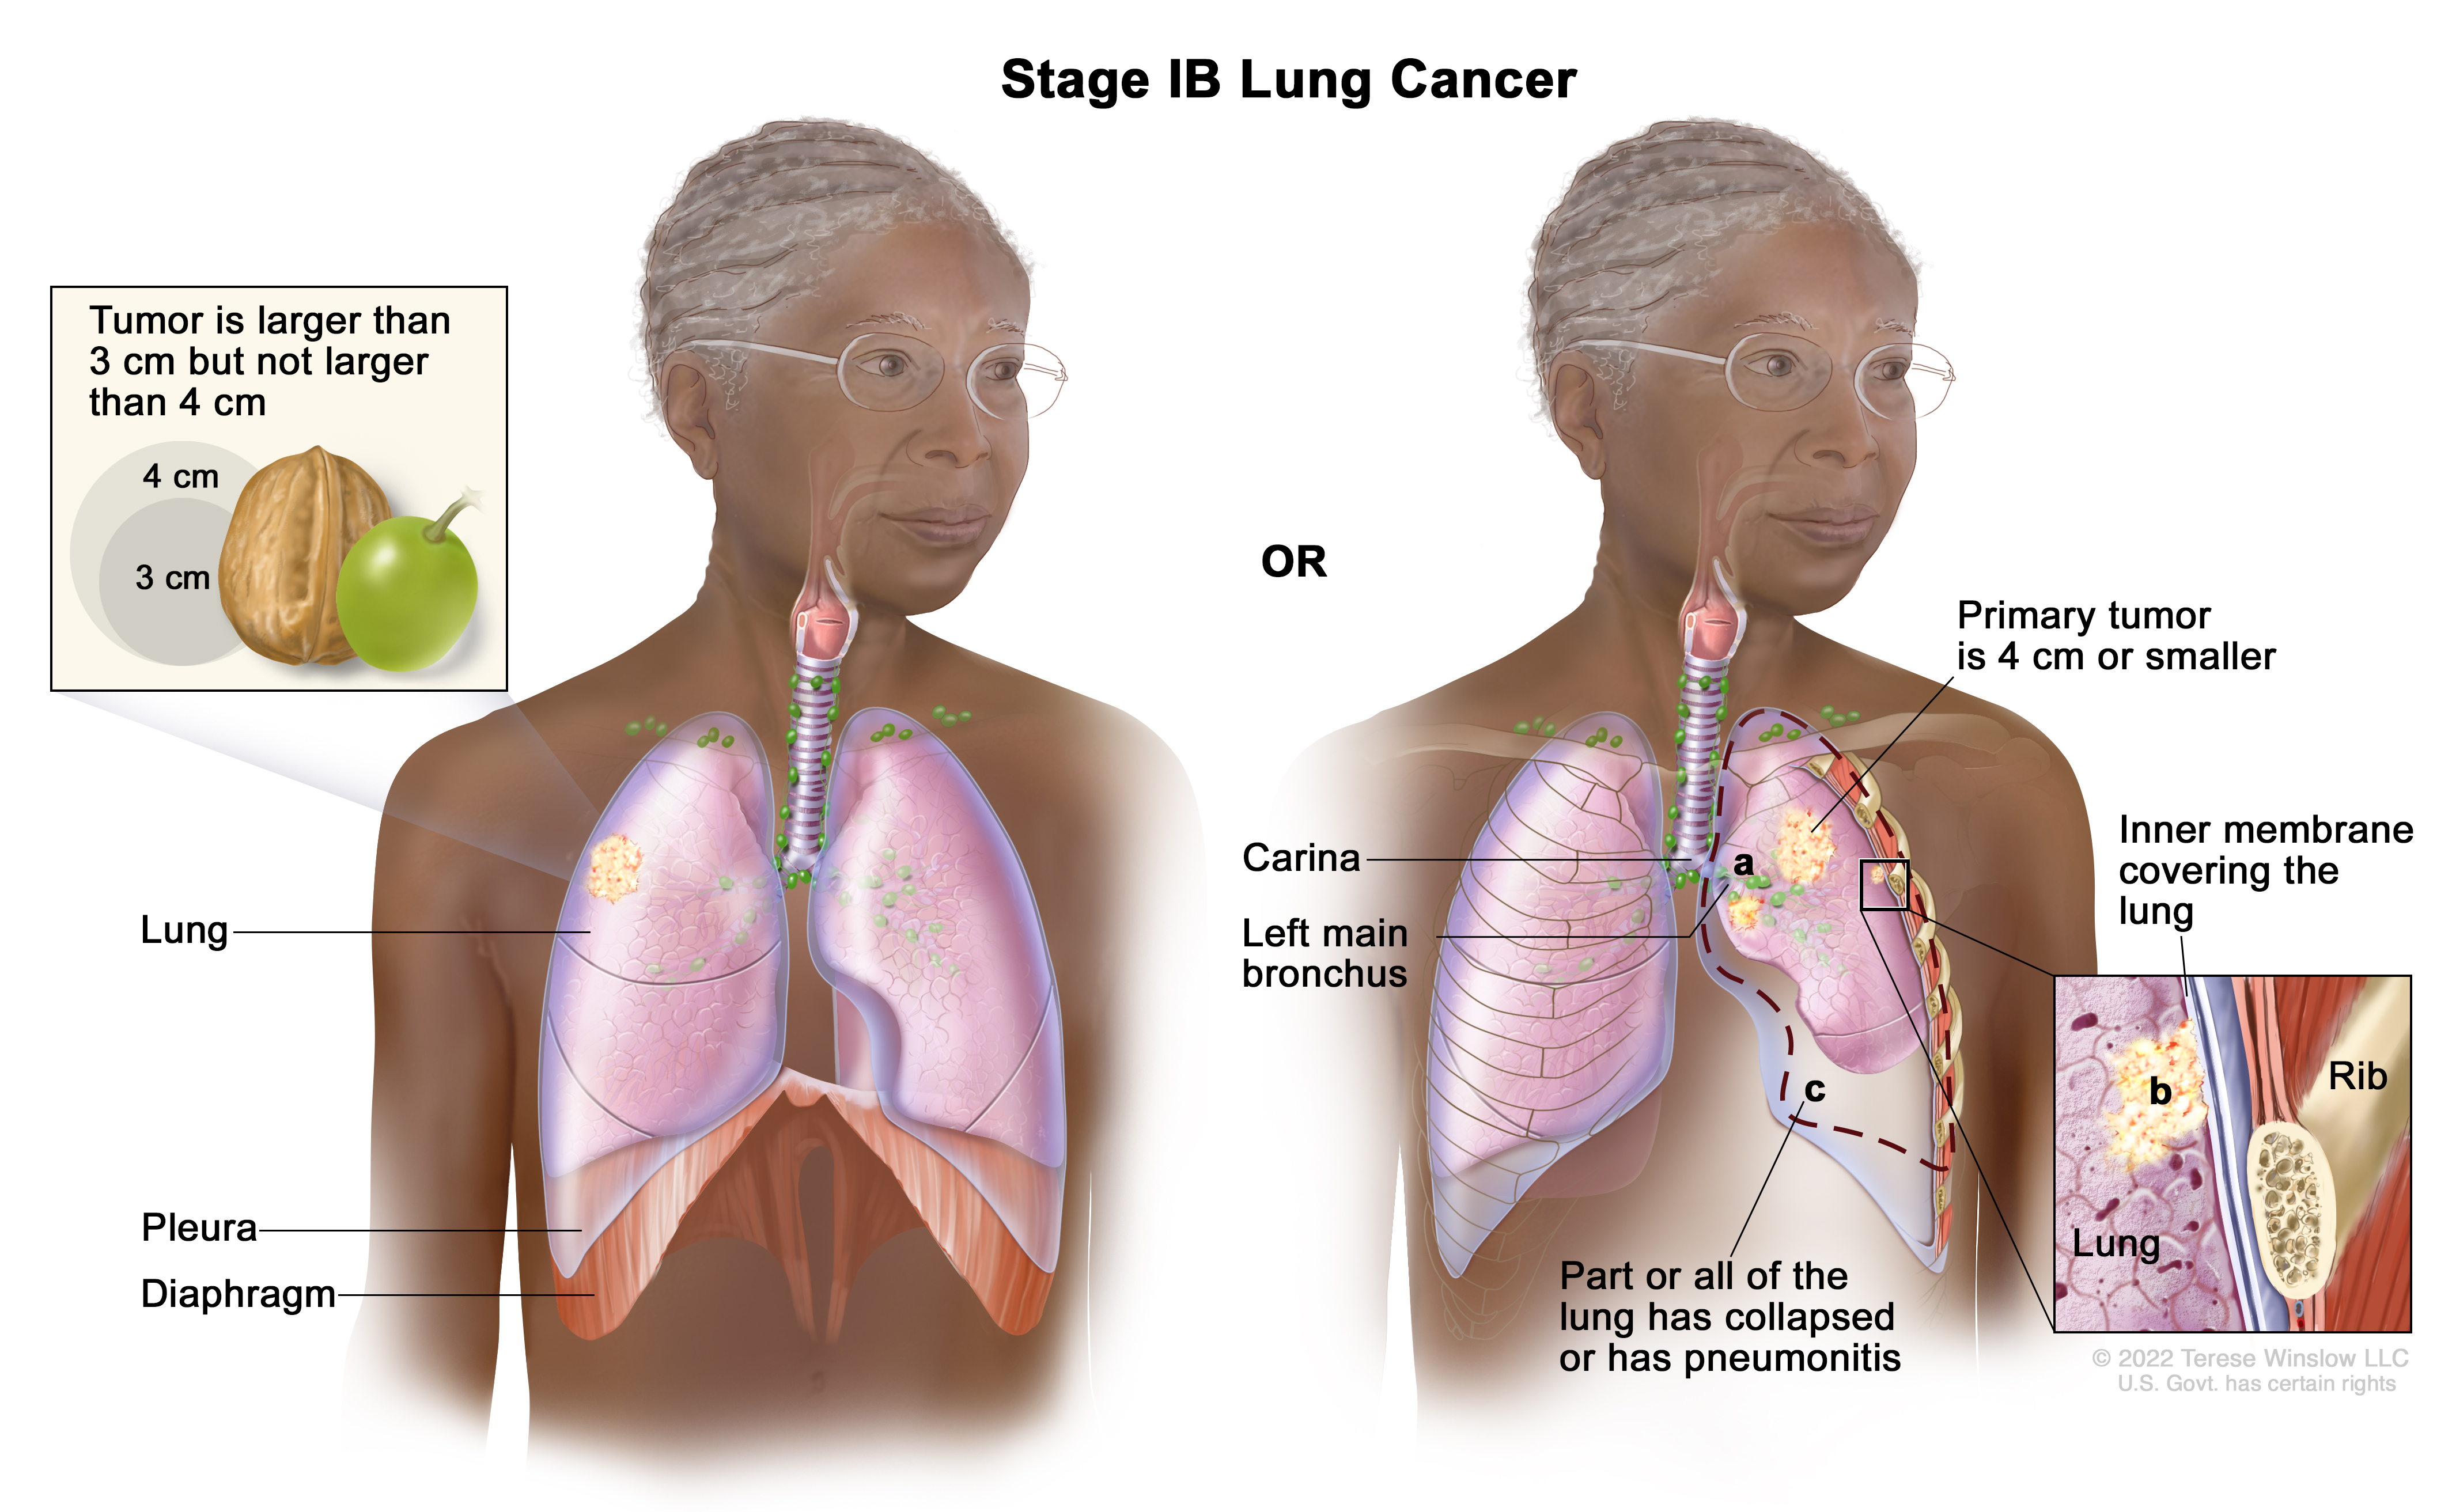 Stage IB Lung Cancer
Tumor is larger than
3 cm but not larger
than 4 cm
4 cm
3 cm
Lung
Pleura
Diaphragm
OR
Primary tumor
is 4 cm or smaller
Carina
a
Left main
bronchus
Inner membrane
covering the
lung
c
b
Rib
Lung
Part or all of the
lung has collapsed
or has pneumonitis
© 2022 Terese Winslow LLC
U.S. Govt. has certain rights